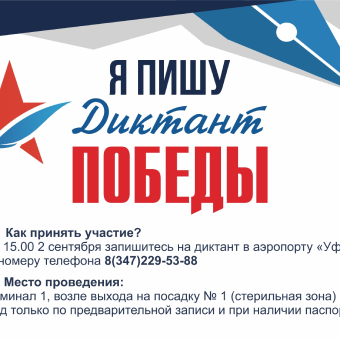 Я ПИШУ
Диктант
ПОБЕДЫ
Как принять участие?
15.00 2 сентября запишитесь на диктант в аэропорту «Уф
номеру телефона 8(347)229-53-88
Место проведения:
минал 1, возле выхода на посадку № 1 (стерильная зона)
д только по предварительной записи и при наличии паспо